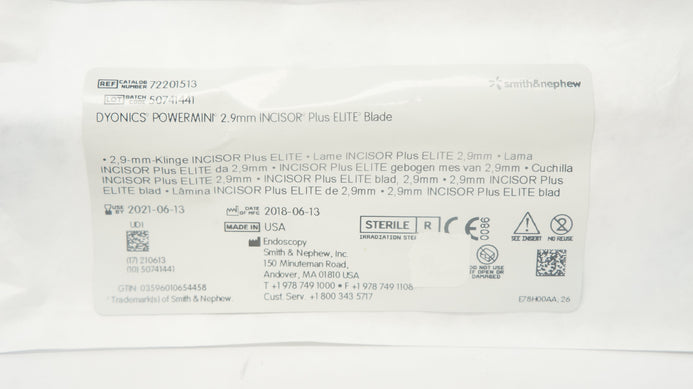 REF CATALOG NUMBER 72201513
smith&nephew
LOT BATCH CODE 50741441
DYONICS® POWERMINI® 2.9mm INCISOR® Plus ELITE® Blade
• 2,9-mm-Klinge INCISOR Plus ELITE • Lame INCISOR Plus ELITE 2,9mm • Lama
INCISOR Plus ELITE da 2,9mm • INCISOR Plus ELITE gebogen mes van 2,9mm • Cuchilla
INCISOR Plus ELITE 2,9mm • INCISOR Plus ELITE blad, 2,9mm • 2,9mm INCISOR Plus
ELITE blad • Lâmina INCISOR Plus ELITE de 2,9mm • 2,9mm INCISOR Plus ELITE blad
USE BY 2021-06-13
DATE OF MFG 2018-06-13
UDI
MADE IN USA
STERILE R
IRRADIATION STE
CE 0086
SEE INSTRUCT
NO REUSE
(17) 210613
(10) 50741441
Endoscopy
Smith & Nephew, Inc.
150 Minuteman Road,
Andover, MA 01810 USA
T +1 978 749 1000 • F +1 978 749 1108
Cust. Serv. +1 800 343 5717
DO NOT USE
IF OPEN OR
DAMAGED
GTIN 03596010654458
* Trademark(s) of Smith & Nephew.
E78H00AA, 26